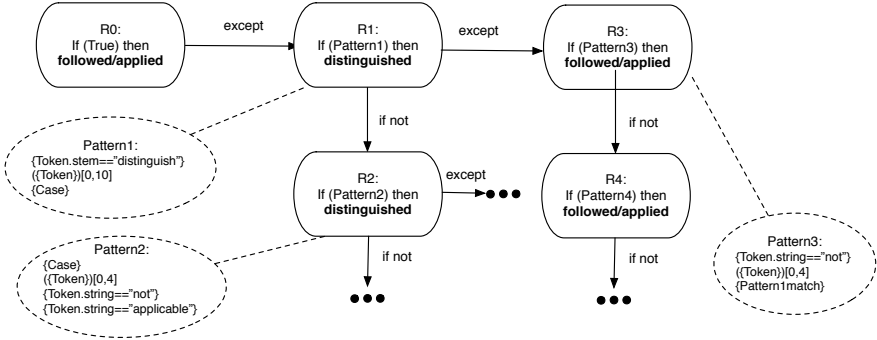 R0:
If (True) then
followed/applied
except
R1:
If (Pattern1) then
distinguished
except
R3:
If (Pattern3) then
followed/applied
if not
if not
Pattern1:
{Token.stem=="distinguish"}
({Token})[0,10]
{Case}
R2:
If (Pattern2) then
distinguished
except
R4:
If (Pattern4) then
followed/applied
if not
if not
Pattern2:
{Case}
({Token})[0,4]
{Token.string=="not"}
{Token.string=="applicable"}
Pattern3:
{Token.string=="not"}
({Token})[0,4]
{Pattern1match}